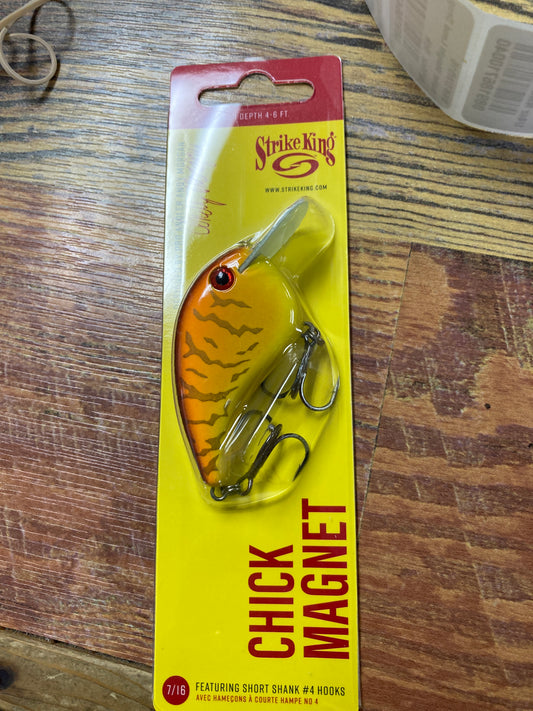 DEPTH 4-6 FT.
Strike King
WWW.STRIKEKING.COM
CHICK
MAGNET
7/16
FEATURING SHORT SHANK #4 HOOKS
AVEC HAMEÇONS À COURTE HAMPE NO 4